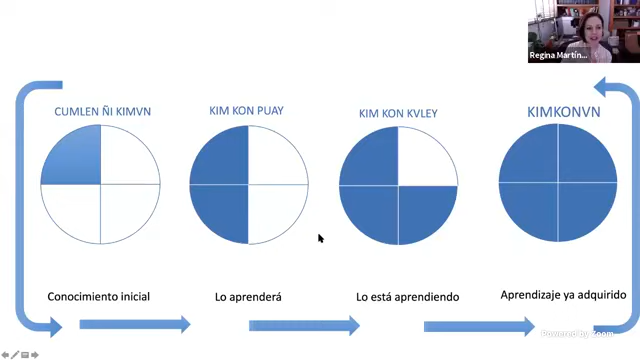 Regina Martín...
CUMLEN ÑI KIMVN
KIM KON PUAY
KIM KON KVLEY
KIMKONVN
Conocimiento inicial
Lo aprenderá
Lo está aprendiendo
Aprendizaje ya adquirido
Powered by Zoom